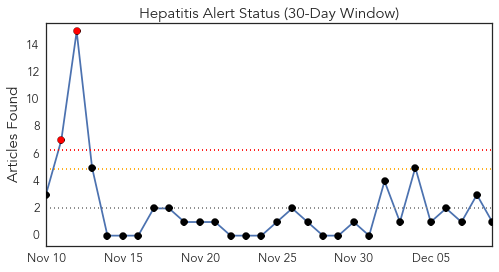 Hepatitis Alert Status (30-Day Window)
Articles Found
14
12
10
8
6
4
2
0
Nov 10 Nov 15 Nov 20 Nov 25 Nov 30 Dec 05